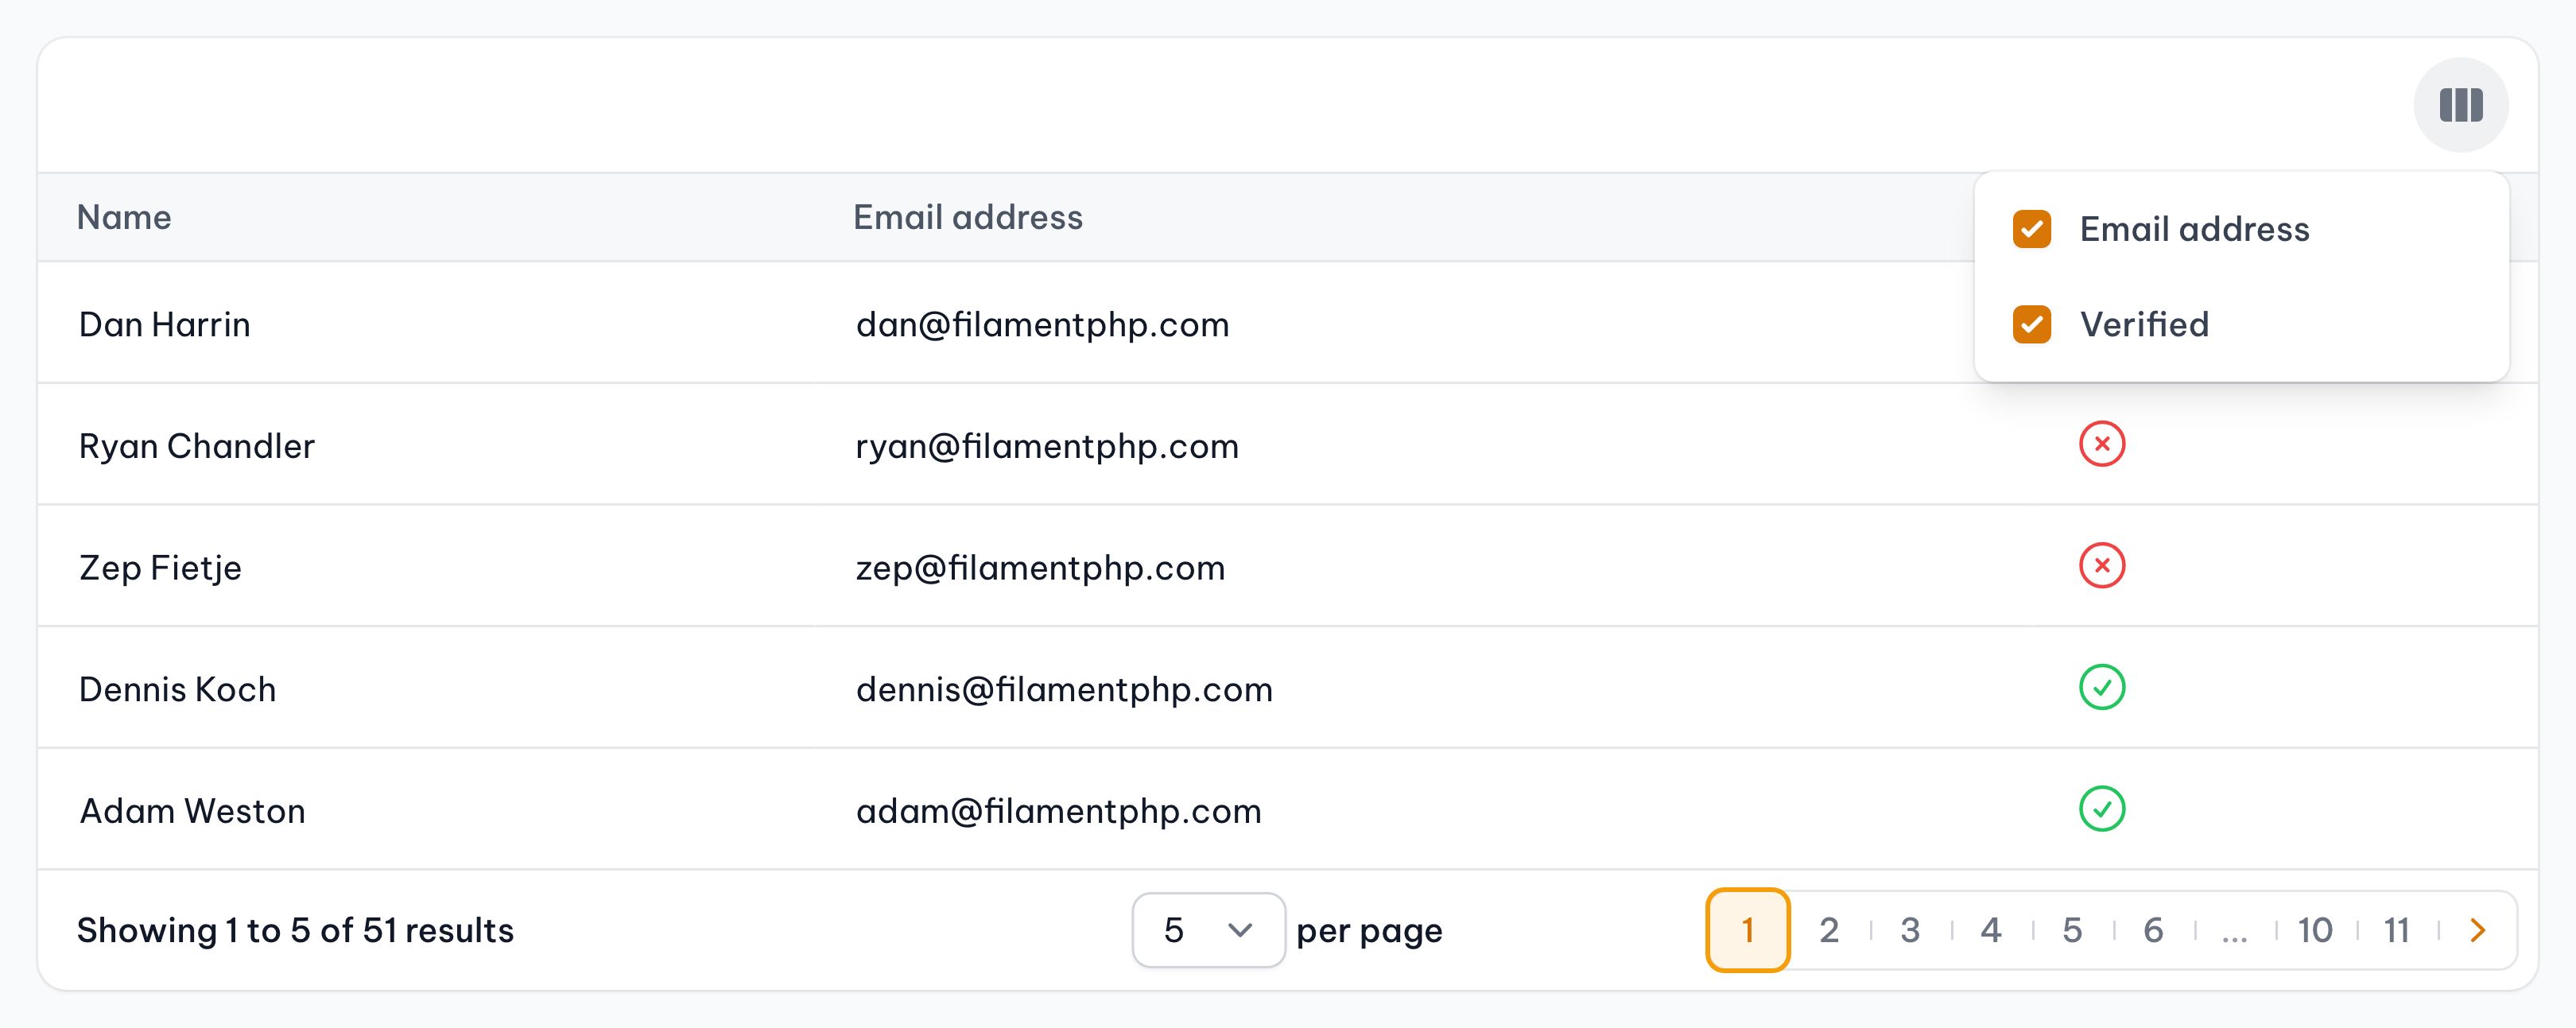 Name Email address
Email address
Verified
Dan Harrin dan@filamentphp.com
Ryan Chandler ryan@filamentphp.com
Zep Fietje zep@filamentphp.com
Dennis Koch dennis@filamentphp.com
Adam Weston adam@filamentphp.com
Showing 1 to 5 of 51 results 5 per page 1 2 3 4 5 6 ... 10 11